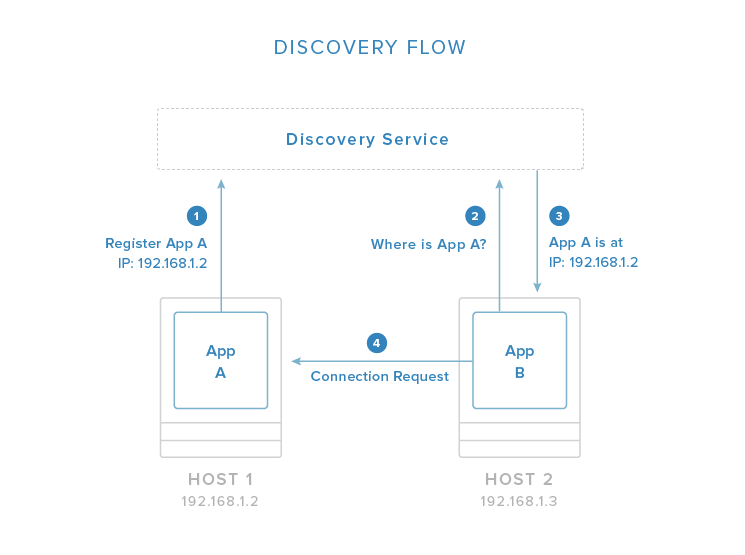 DISCOVERY FLOW
Discovery Service
1
Register App A
IP: 192.168.1.2
2
Where is App A?
3
App A is at
IP: 192.168.1.2
App
A
4
Connection Request
App
B
HOST 1
192.168.1.2
HOST 2
192.168.1.3